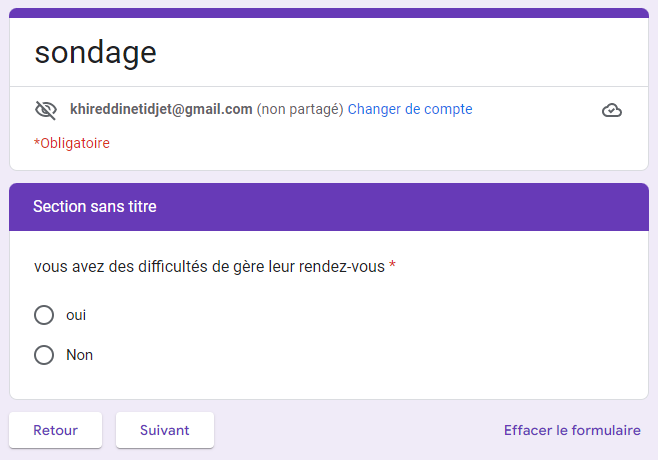 sondage
khireddinetidjet@gmail.com (non partagé) Changer de compte
*Obligatoire
Section sans titre
vous avez des difficultés de gère leur rendez-vous *
oui
Non
Retour Suivant Effacer le formulaire